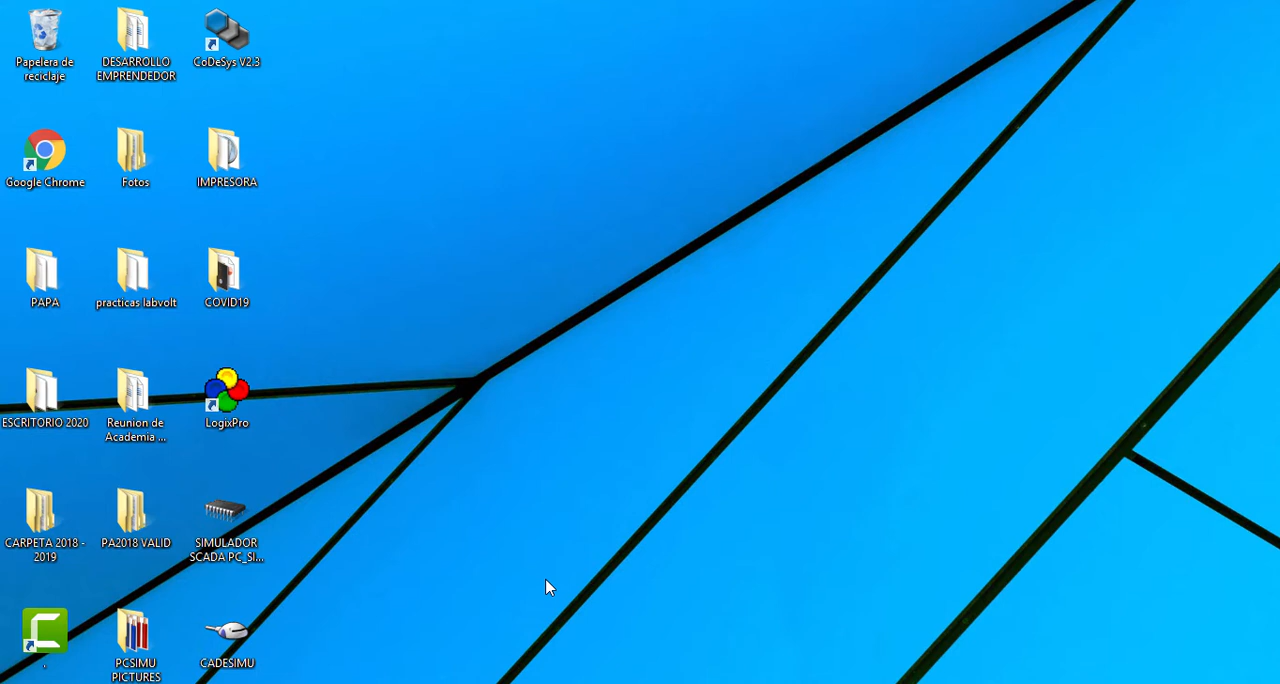 Papelera de
reciclaje
DESARROLLO
EMPRENDEDOR
CoDeSys V2.3
Google Chrome
Fotos
IMPRESORA
PAPA
practicas labvolt
COVID19
ESCRITORIO 2020
Reunion de
Academia ...
LogixPro
CARPETA 2018 -
2019
PA2018 VALID
SIMULADOR
SCADA PC_SI...
.
PCSIMU
PICTURES
CADESIMU